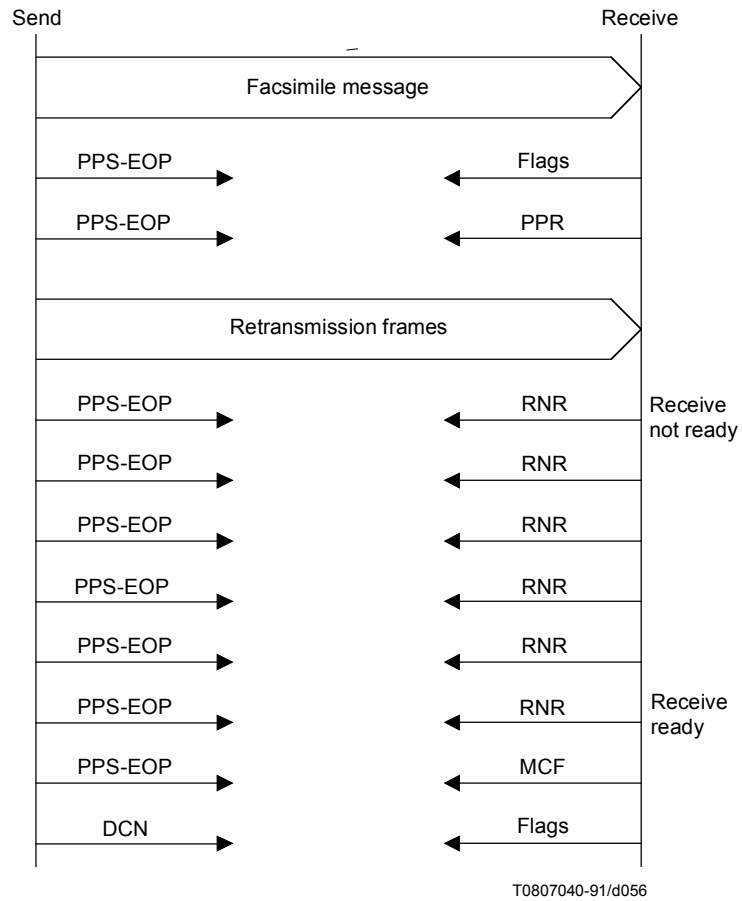 Send Receive
Facsimile message
PPS-EOP Flags
PPS-EOP PPR
Retransmission frames
PPS-EOP RNR Receive
not ready
PPS-EOP RNR
PPS-EOP RNR
PPS-EOP RNR
PPS-EOP RNR
PPS-EOP RNR Receive
ready
PPS-EOP MCF
DCN Flags
T0807040-91/d056